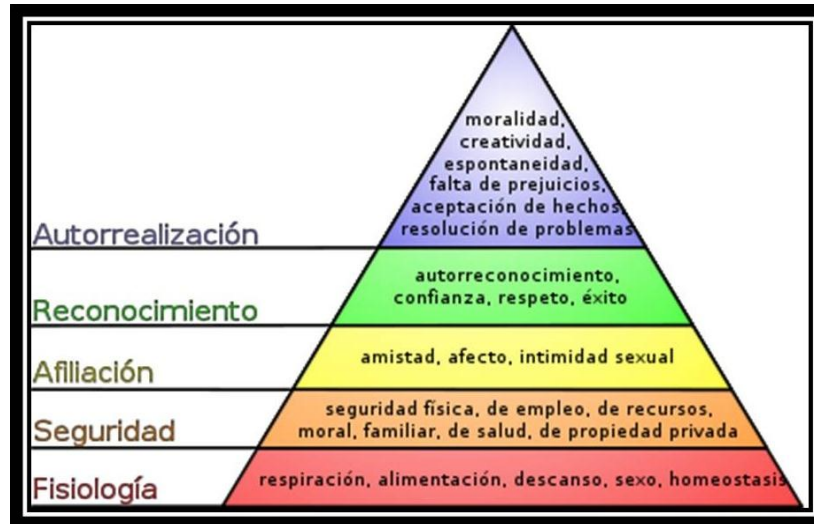 moralidad,
creatividad,
espontaneidad,
falta de prejuicios,
aceptación de hechos,
resolución de problemas
Autorrealización
autorreconocimiento,
confianza, respeto, éxito
Reconocimiento
amistad, afecto, intimidad sexual
Afiliación
seguridad física, de empleo, de recursos,
moral, familiar, de salud, de propiedad privada
Seguridad
respiración, alimentación, descanso, sexo, homeostasis
Fisiología